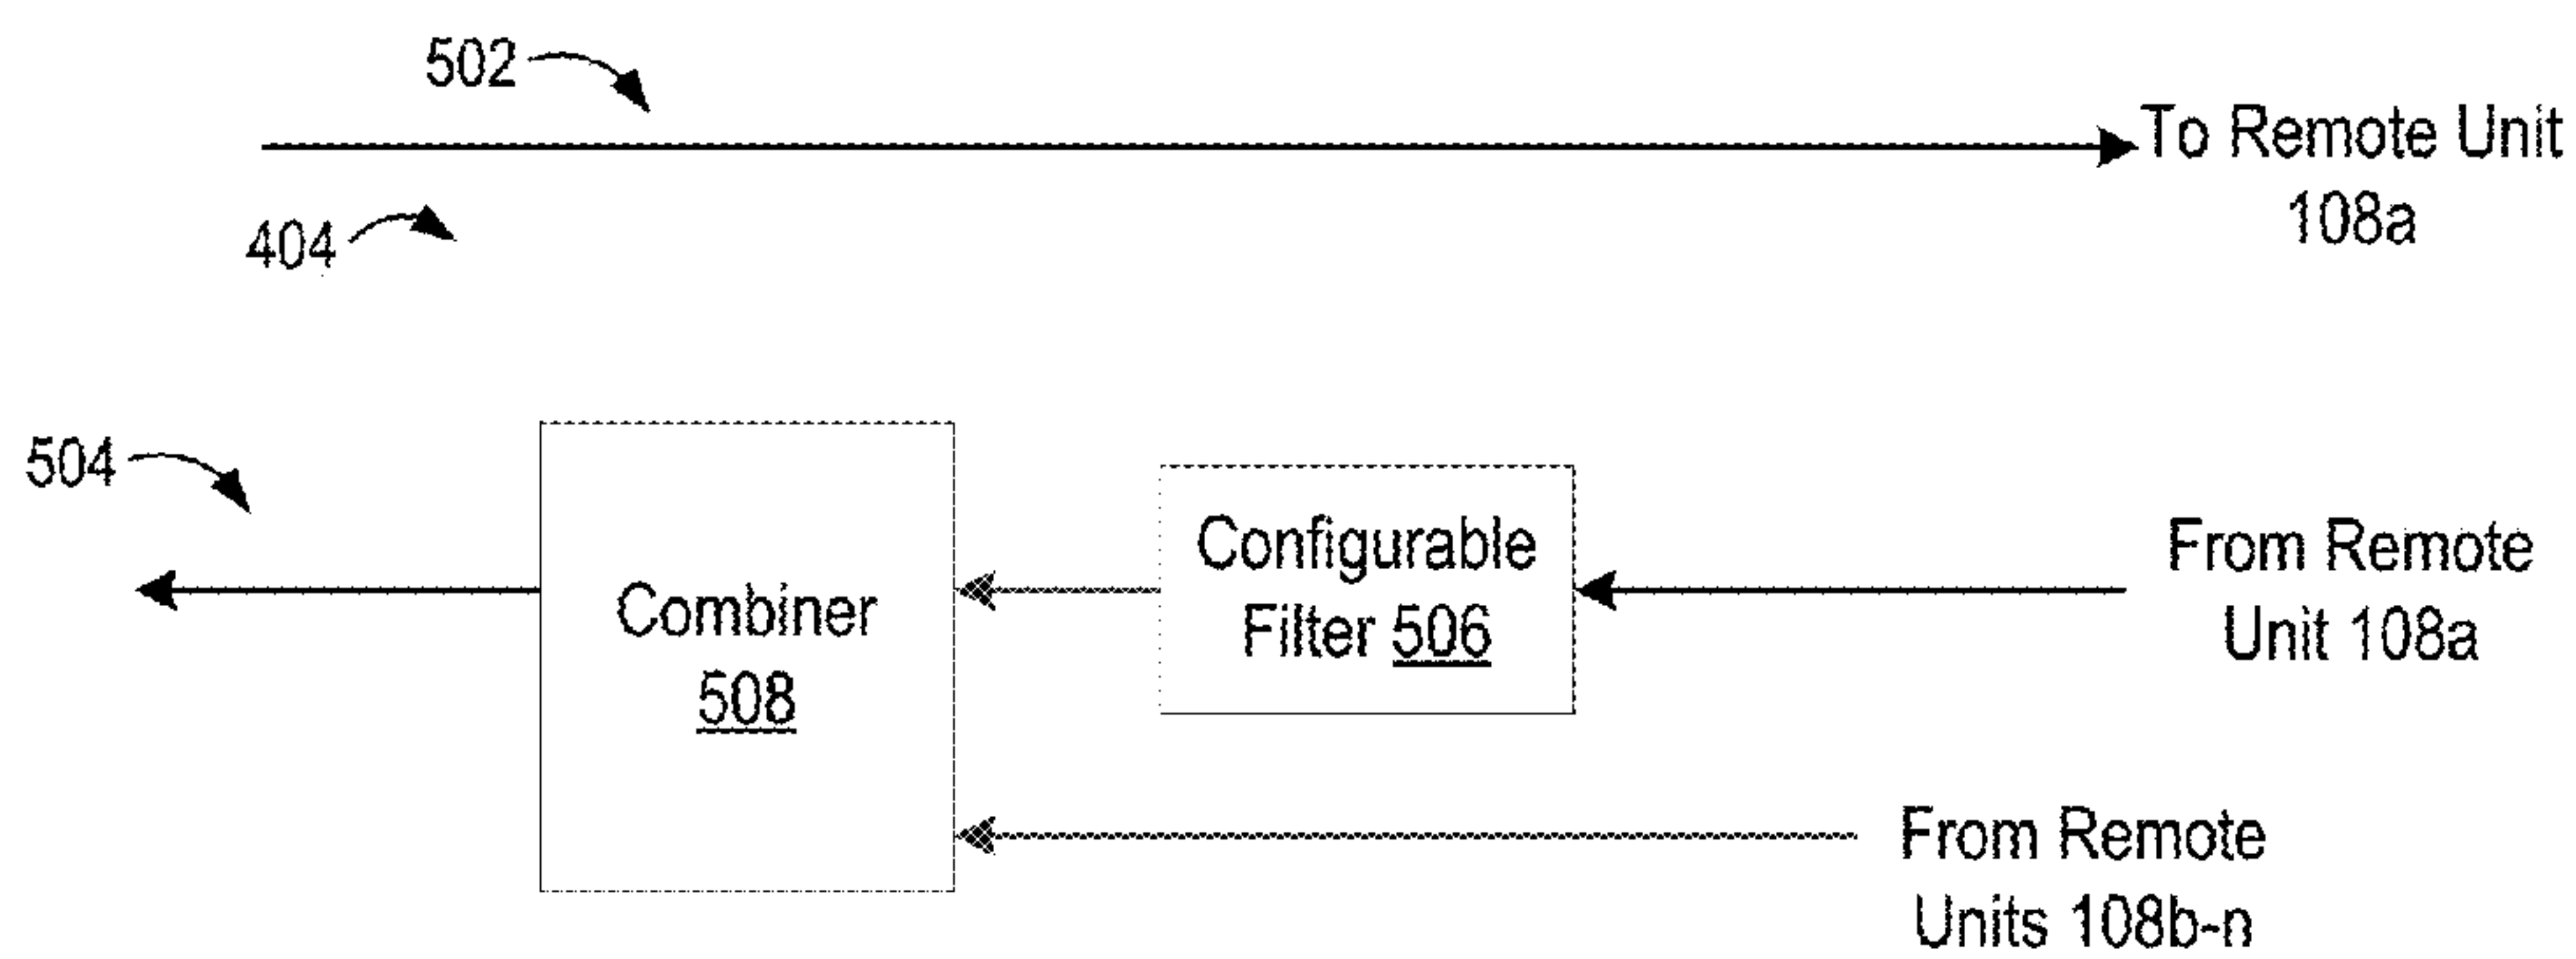 502
To Remote Unit
108a
404
504
Combiner
508
Configurable
Filter 506
From Remote
Unit 108a
From Remote
Units 108b-n